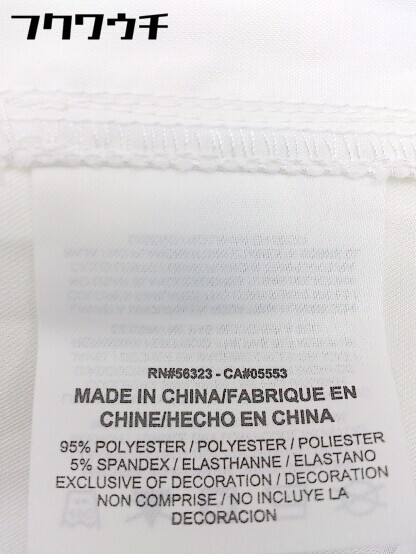 フクワウチ
RN#56323 - CA#05553
MADE IN CHINA/FABRIQUE EN
CHINE/HECHO EN CHINA
95% POLYESTER / POLYESTER / POLIESTER
5% SPANDEX / ELASTHANNE / ELASTANO
EXCLUSIVE OF DECORATION / DECORATION
NON COMPRISE / NO INCLUYE LA
DECORACION